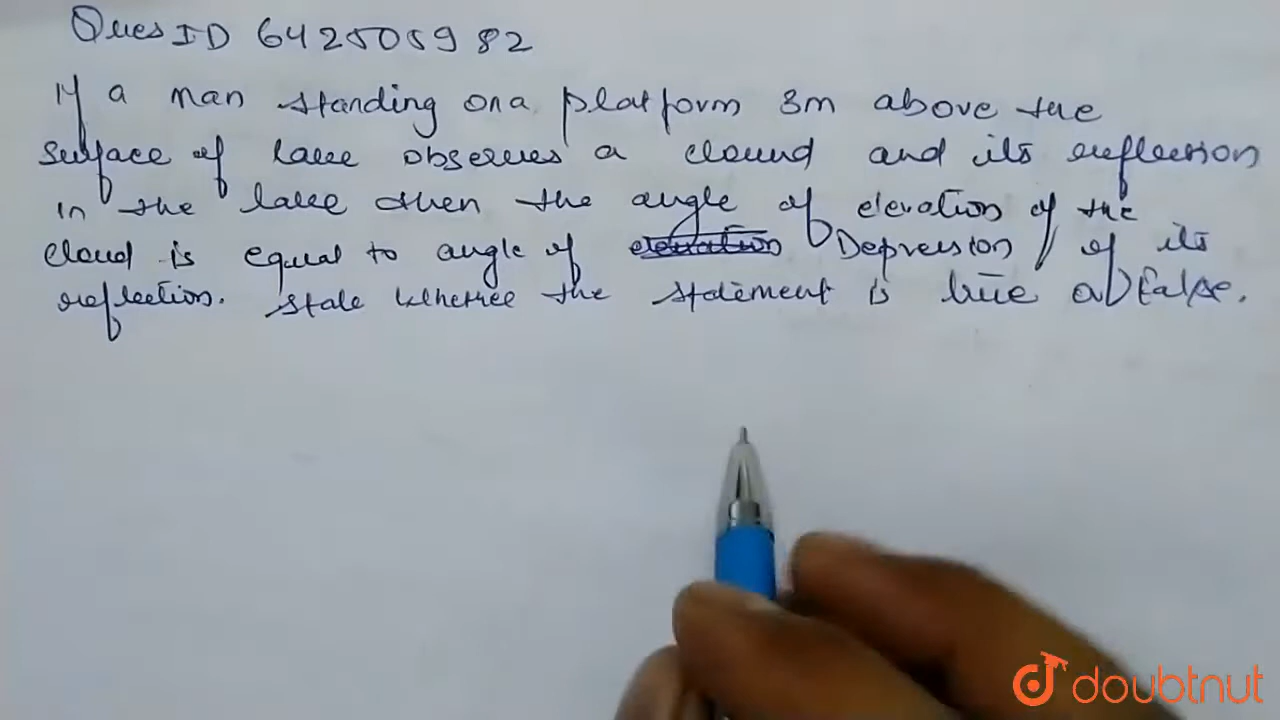 Ques ID 642505982
If a man standing on a platform 3m above the
surface of lake observes a cloud and its reflection
in the lake then the angle of elevation of the
cloud is equal to angle of elevation Depression of its
reflection. State whether the statement is true or false.
doubtnut